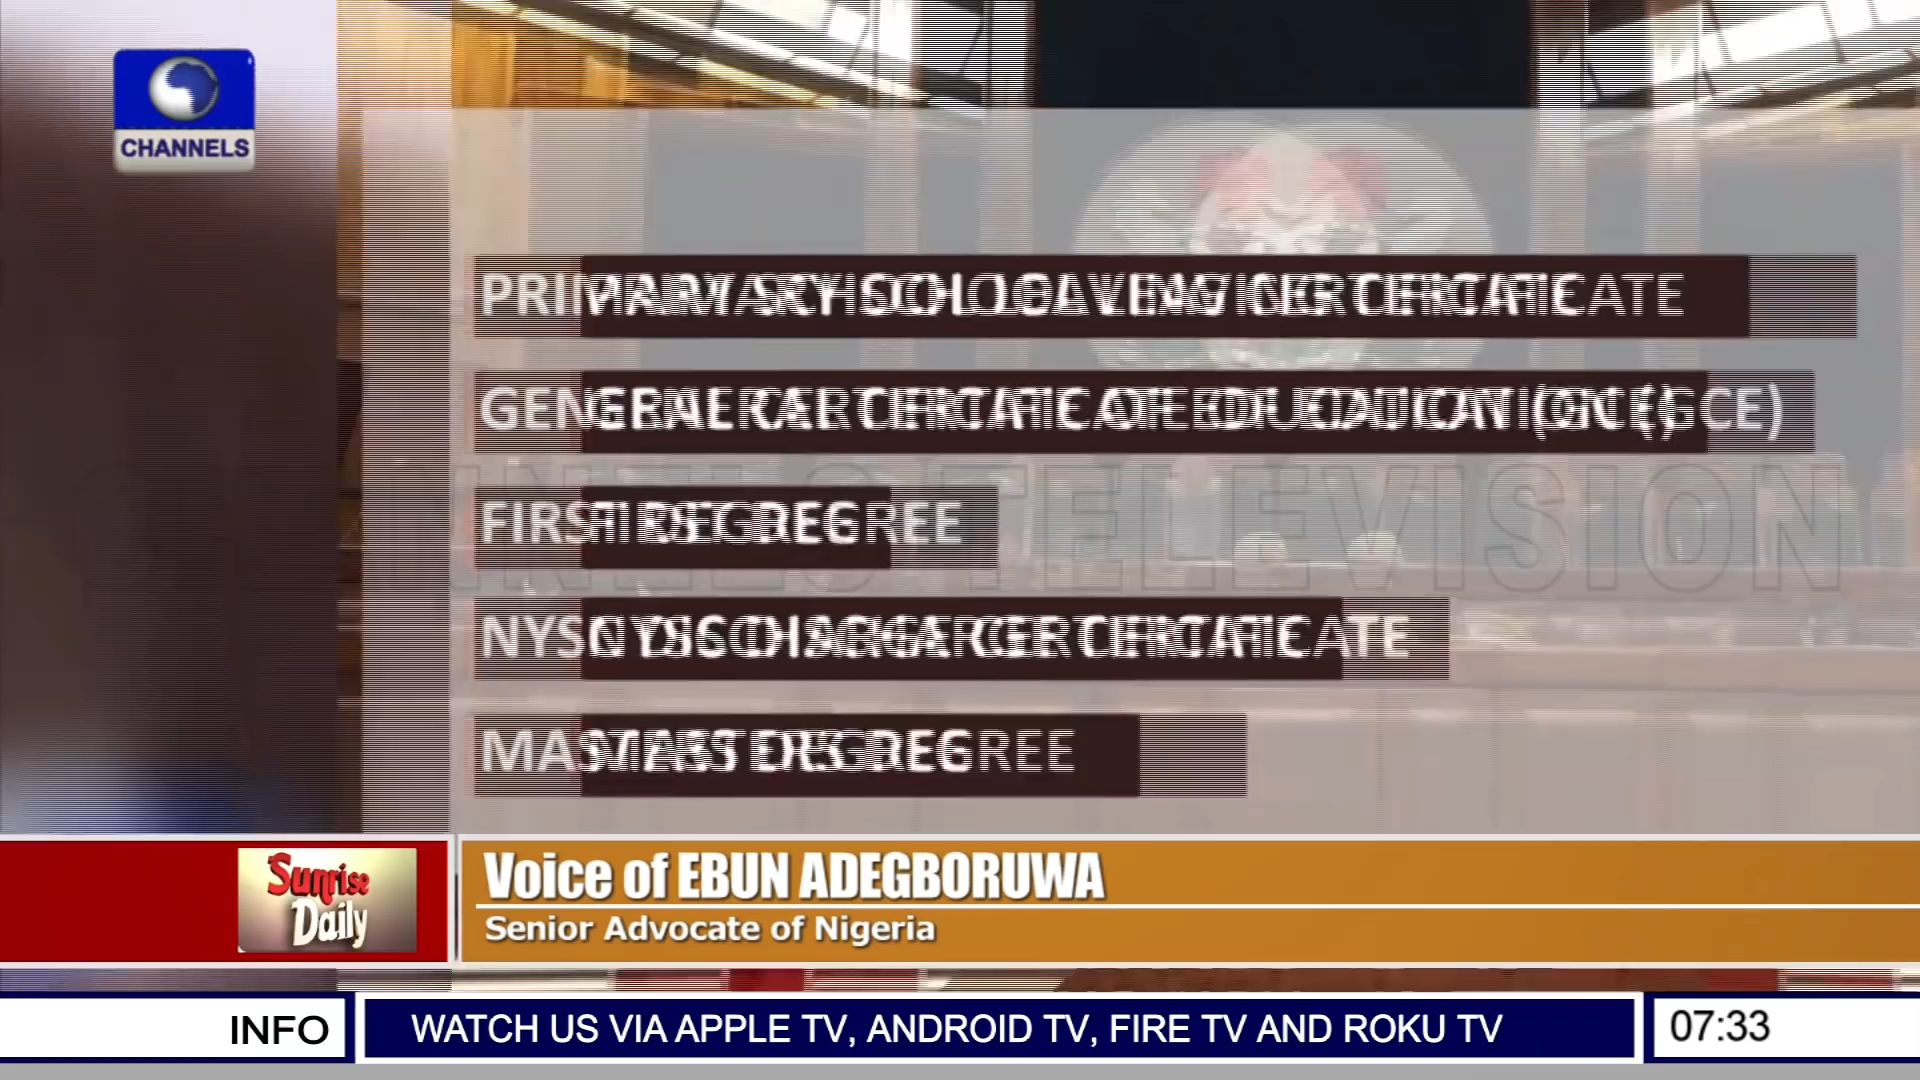 CHANNELS
PRIMARY SCHOOL LEAVING CERTIFICATE
GENERAL CERTIFICATE OF EDUCATION (GCE)
FIRST DEGREE
CHANNELS TELEVISION
NYSC DISCHARGE CERTIFICATE
MASTERS DEGREE
Sunrise
Daily
Voice of EBUN ADEGBORUWA
Senior Advocate of Nigeria
INFO
WATCH US VIA APPLE TV, ANDROID TV, FIRE TV AND ROKU TV
07:33